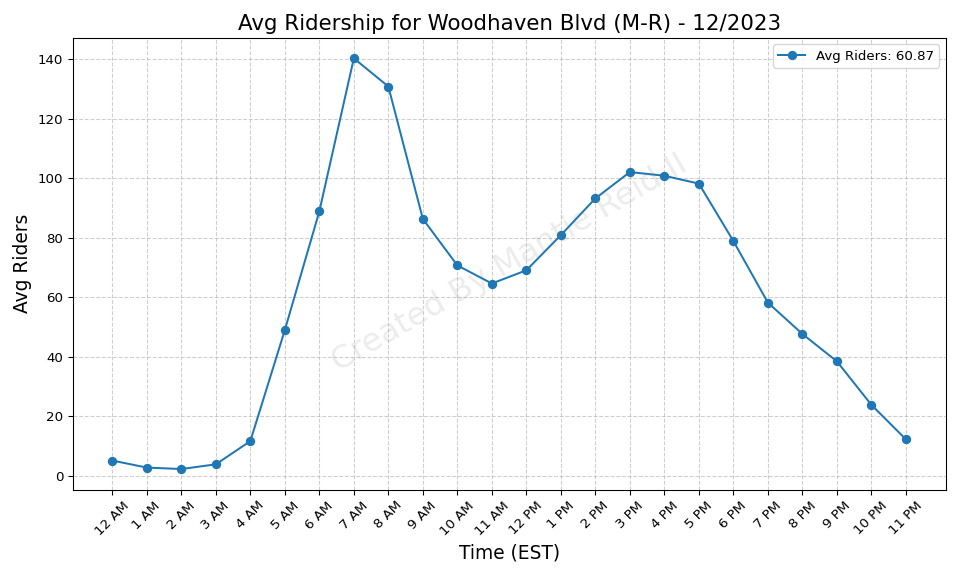 Avg Ridership for Woodhaven Blvd (M-R) - 12/2023
Avg Riders: 60.87
140
120
100
80
60
40
20
0
Avg Riders
Created By Mantie Reid II
12 AM
1 AM
2 AM
3 AM
4 AM
5 AM
6 AM
7 AM
8 AM
9 AM
10 AM
11 AM
12 PM
1 PM
2 PM
3 PM
4 PM
5 PM
6 PM
7 PM
8 PM
9 PM
10 PM
11 PM
Time (EST)